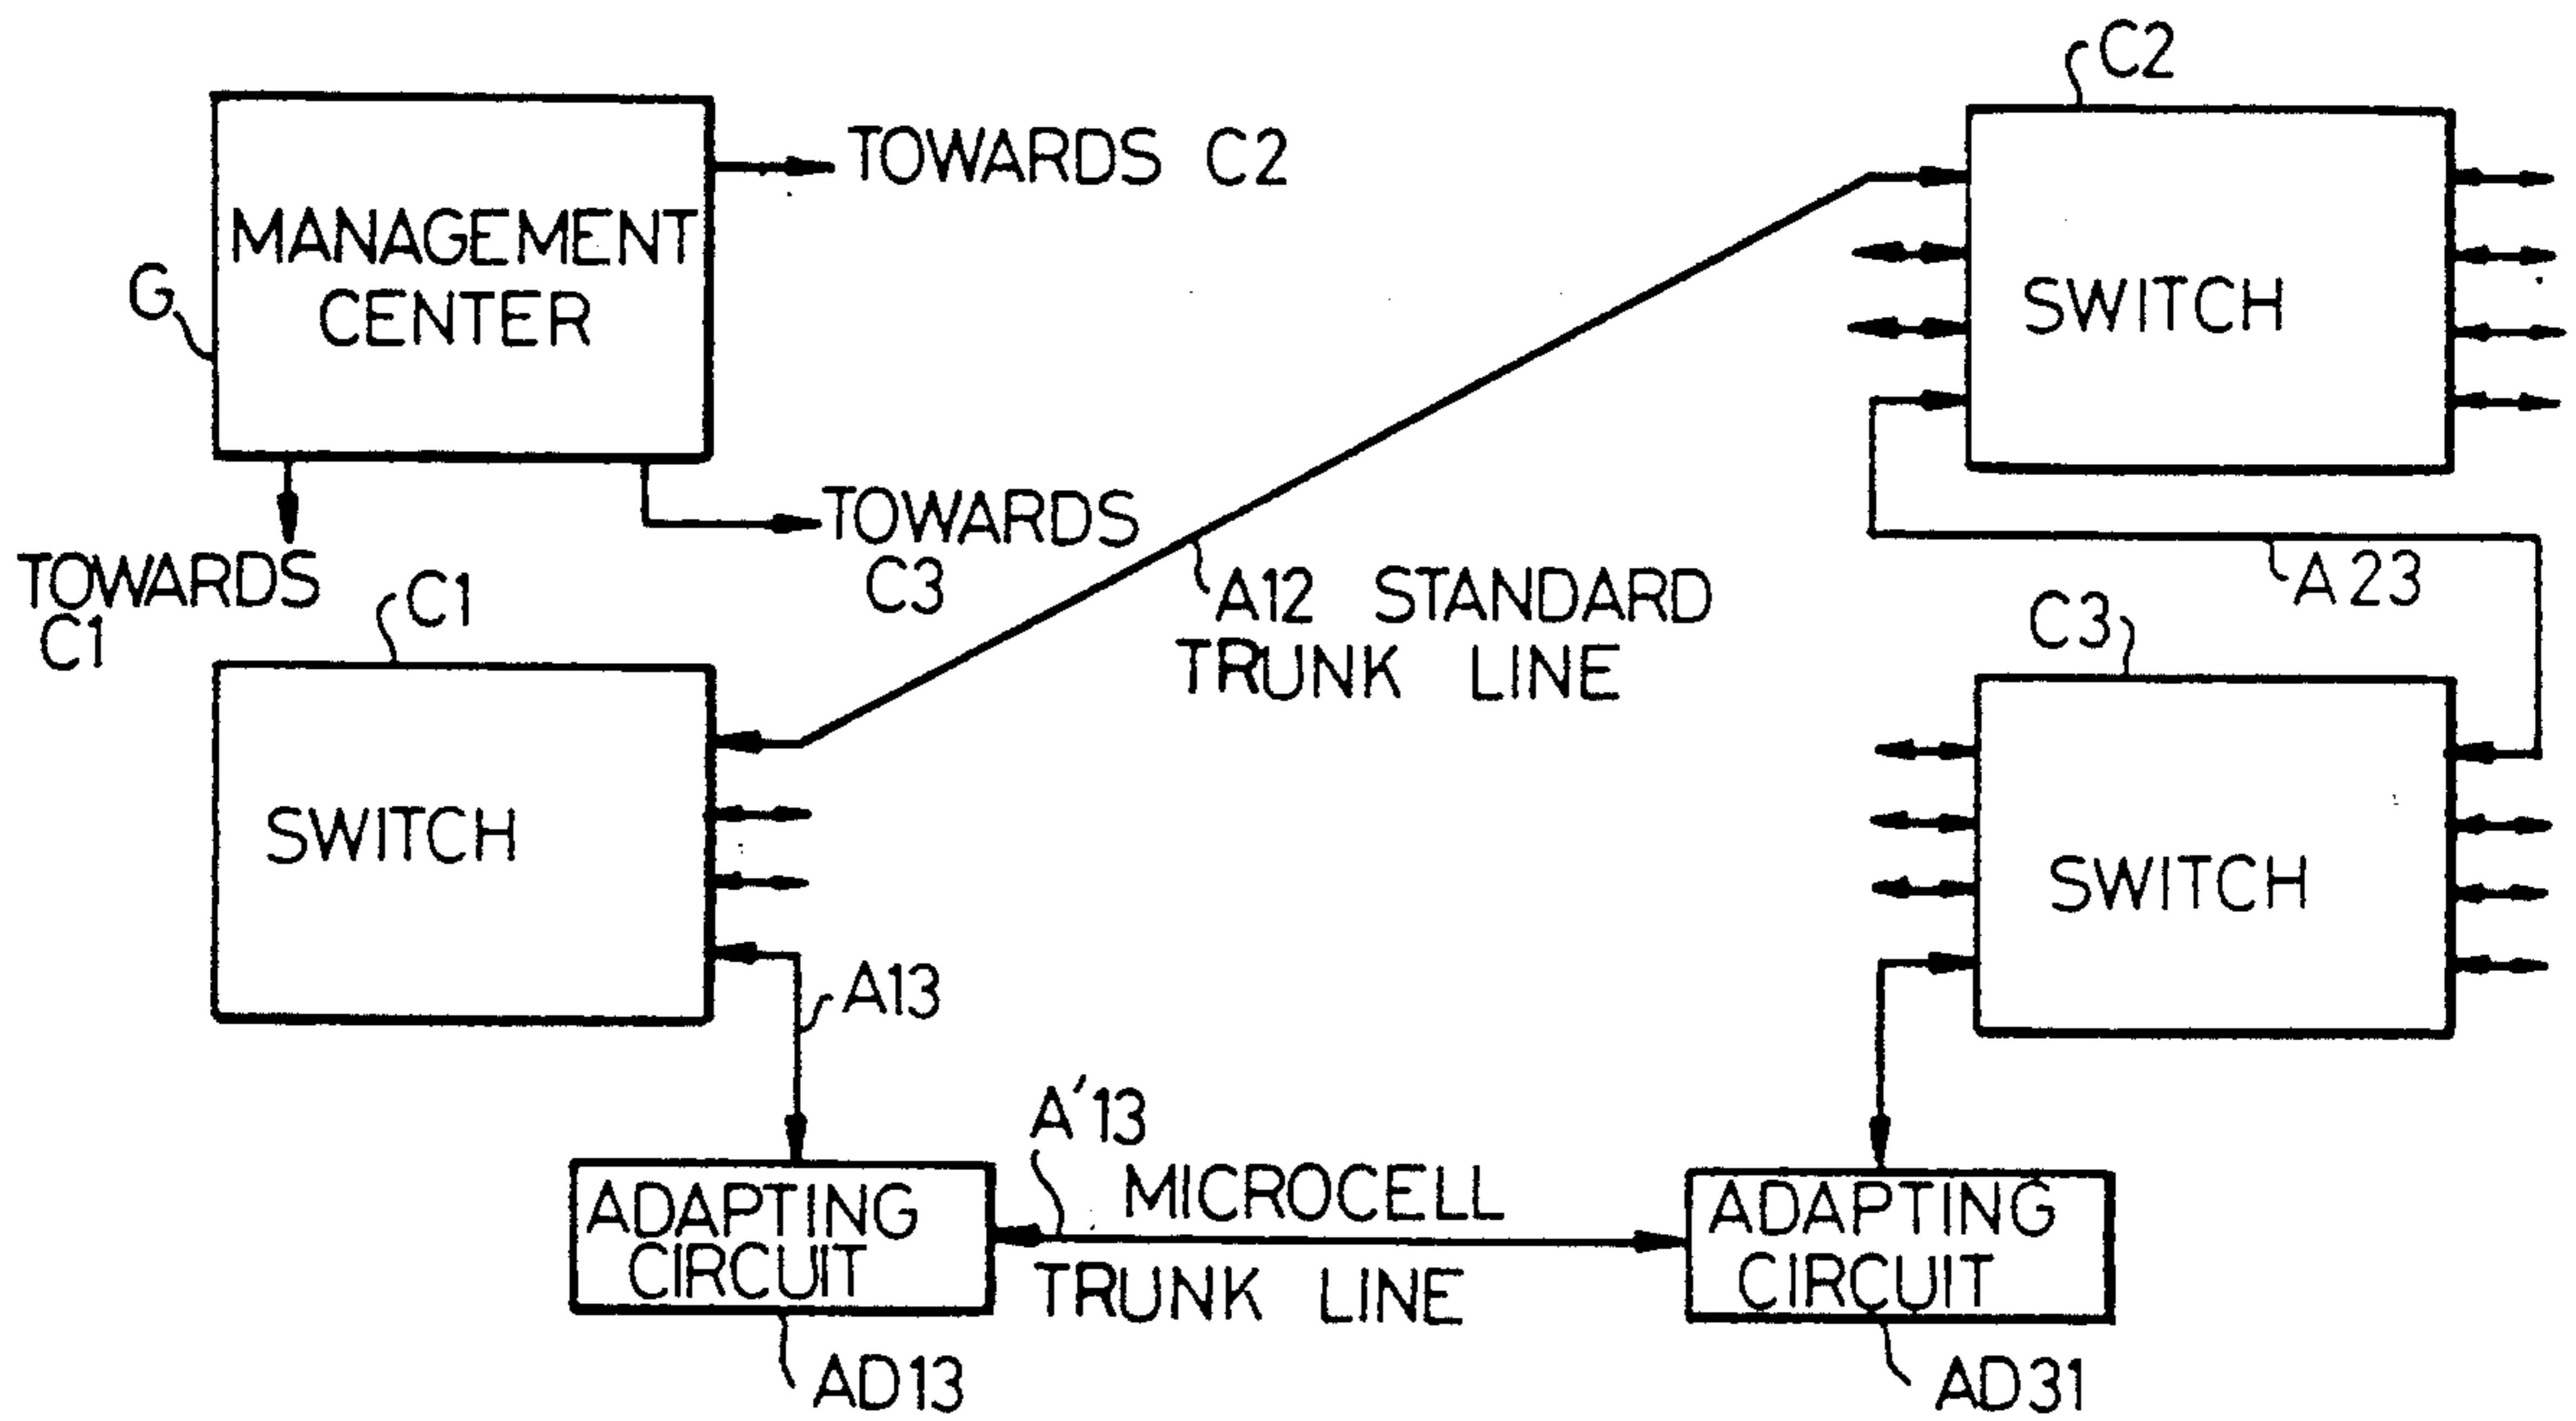 C2
TOWARDS C2
MANAGEMENT
CENTER
G
SWITCH
TOWARDS
C3
TOWARDS
C1
C1
A12 STANDARD
TRUNK LINE
A23
C3
SWITCH
SWITCH
A13
A'13
MICROCELL
TRUNK LINE
ADAPTING
CIRCUIT
ADAPTING
CIRCUIT
AD13
AD31